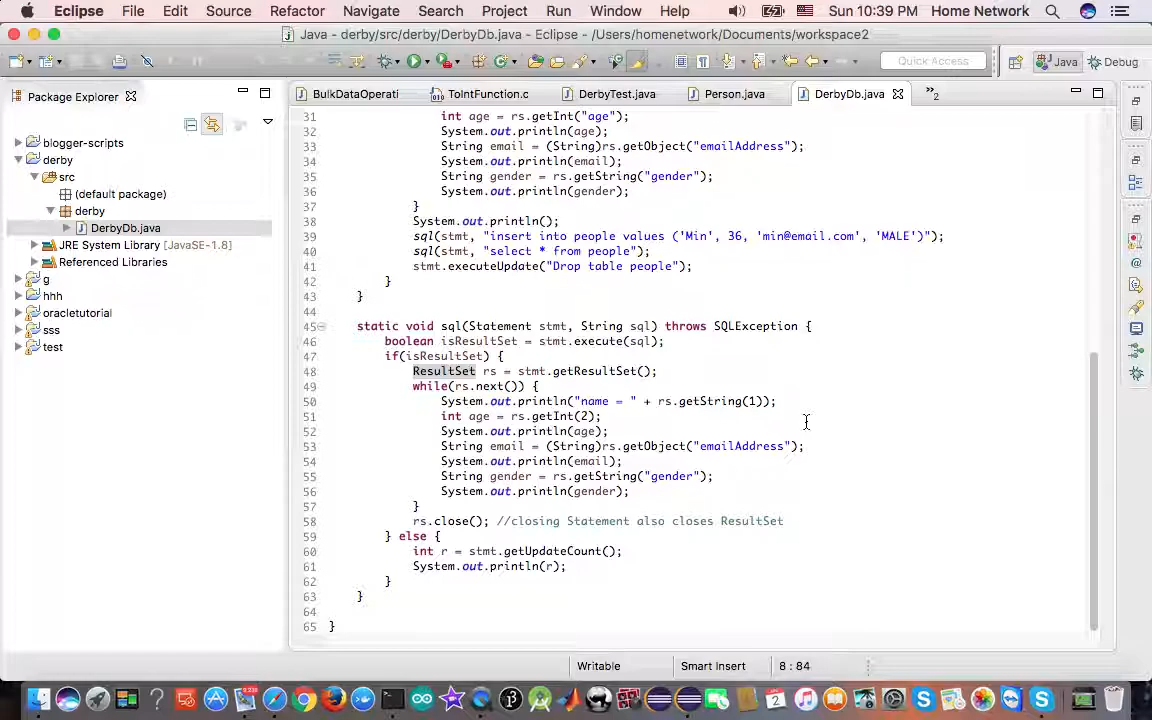 Eclipse File Edit Source Refactor Navigate Search Project Run Window Help Sun 10:39 PM Home Network
Java - derby/src/derby/DerbyDb.java - Eclipse - /Users/homenetwork/Documents/workspace2
Quick Access Java Debug
Package Explorer
BulkDataOperati ToIntFunction.c DerbyTest.java Person.java DerbyDb.java »2
blogger-scripts
derby
src
(default package)
derby
DerbyDb.java
JRE System Library [JavaSE-1.8]
Referenced Libraries
g
hhh
oracletutorial
sss
test
31 int age = rs.getInt("age");
32 System.out.println(age);
33 String email = (String)rs.getObject("emailAddress");
34 System.out.println(email);
35 String gender = rs.getString("gender");
36 System.out.println(gender);
37 }
38 System.out.println();
39 sql(stmt, "insert into people values ('Min', 36, 'min@email.com', 'MALE')");
40 sql(stmt, "select * from people");
41 stmt.executeUpdate("Drop table people");
42 }
43 }
44
45 static void sql(Statement stmt, String sql) throws SQLException {
46 boolean isResultSet = stmt.execute(sql);
47 if(isResultSet) {
48 ResultSet rs = stmt.getResultSet();
49 while(rs.next()) {
50 System.out.println("name = " + rs.getString(1));
51 int age = rs.getInt(2);
52 System.out.println(age);
53 String email = (String)rs.getObject("emailAddress");
54 System.out.println(email);
55 String gender = rs.getString("gender");
56 System.out.println(gender);
57 }
58 rs.close(); //closing Statement also closes ResultSet
59 } else {
60 int r = stmt.getUpdateCount();
61 System.out.println(r);
62 }
63 }
64
65 }
Writable Smart Insert 8 : 84